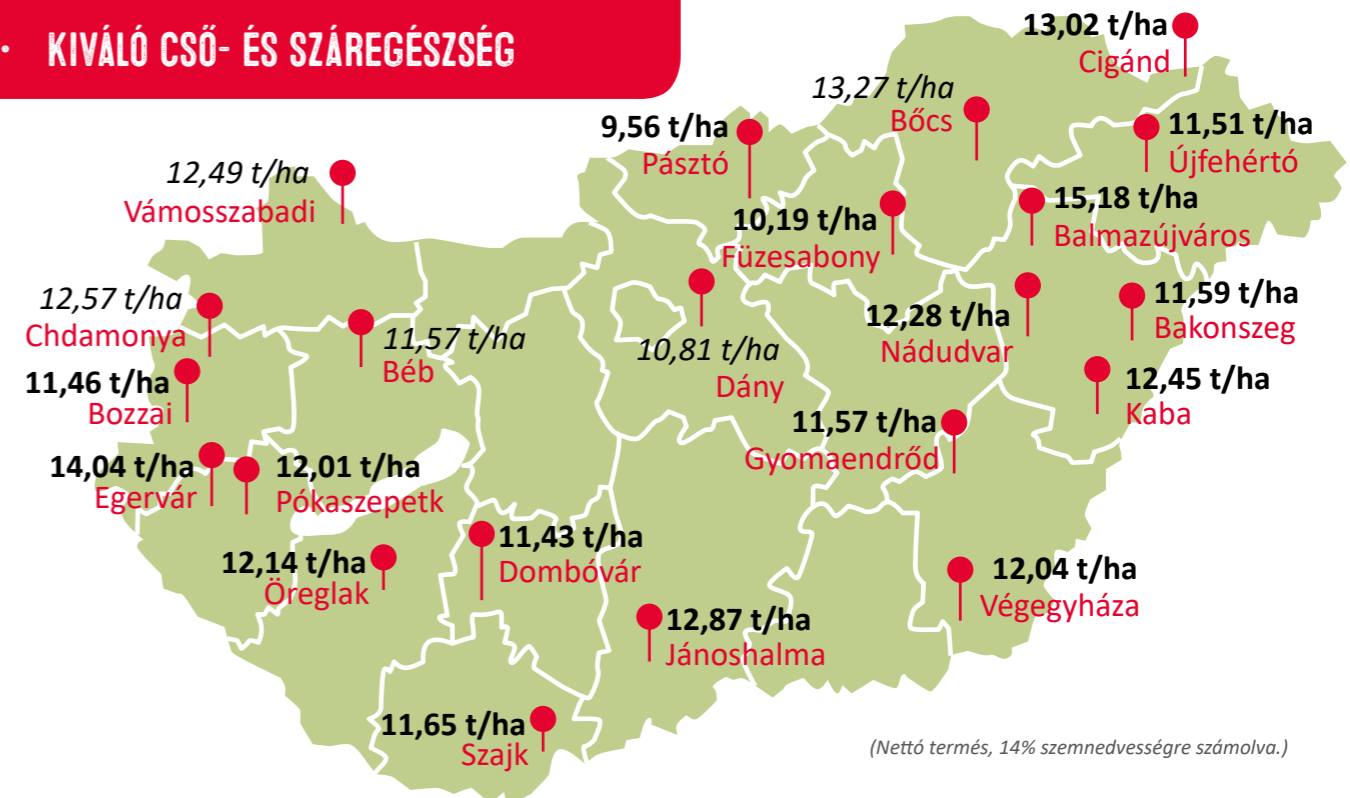 • KIVÁLÓ CSŐ- ÉS SZÁREGÉSZSÉG
13,02 t/ha
Cigánd
13,27 t/ha
Bőcs
9,56 t/ha
Pásztó
11,51 t/ha
Újfehértó
12,49 t/ha
Vámosszabadi
10,19 t/ha
Füzesabony
15,18 t/ha
Balmazújváros
12,57 t/ha
Chdamonya
11,57 t/ha
Béb
10,81 t/ha
Dány
12,28 t/ha
Nádudvar
11,59 t/ha
Bakonszeg
11,46 t/ha
Bozzai
12,45 t/ha
Kaba
11,57 t/ha
Gyomaendrőd
14,04 t/ha
Egervár
12,01 t/ha
Pókaszepetk
12,14 t/ha
Öreglak
11,43 t/ha
Dombóvár
12,04 t/ha
Végegyháza
12,87 t/ha
Jánoshalma
11,65 t/ha
Szajk
(Nettó termés, 14% szemnedvességre számolva.)